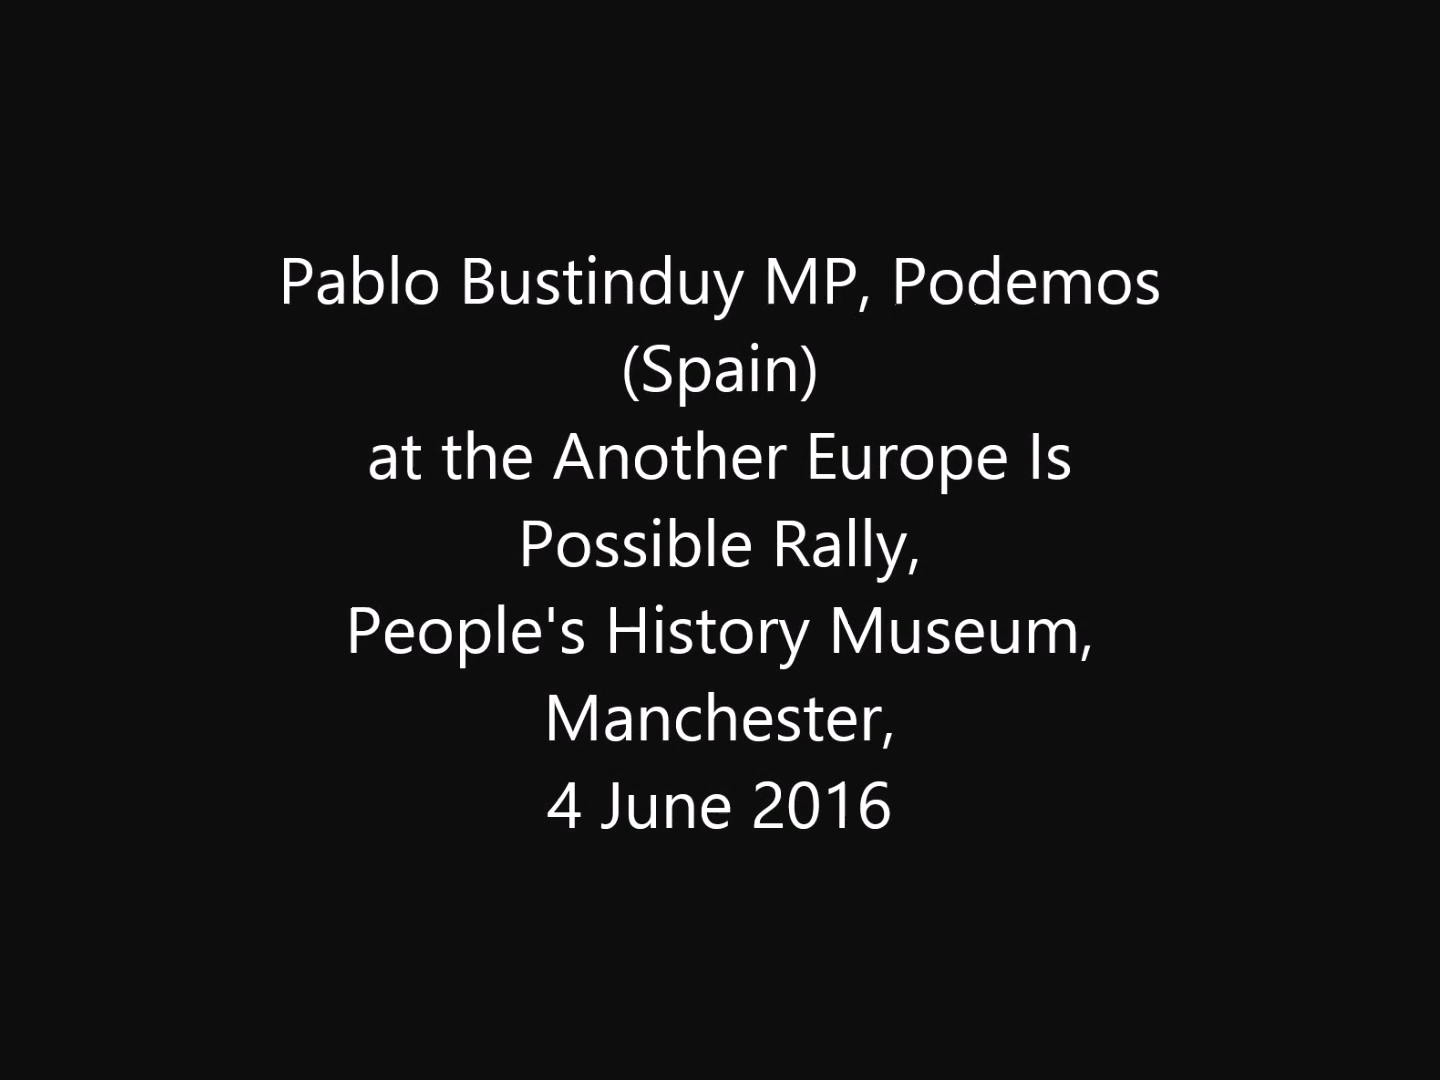 Pablo Bustinduy MP, Podemos
(Spain)
at the Another Europe Is
Possible Rally,
People's History Museum,
Manchester,
4 June 2016